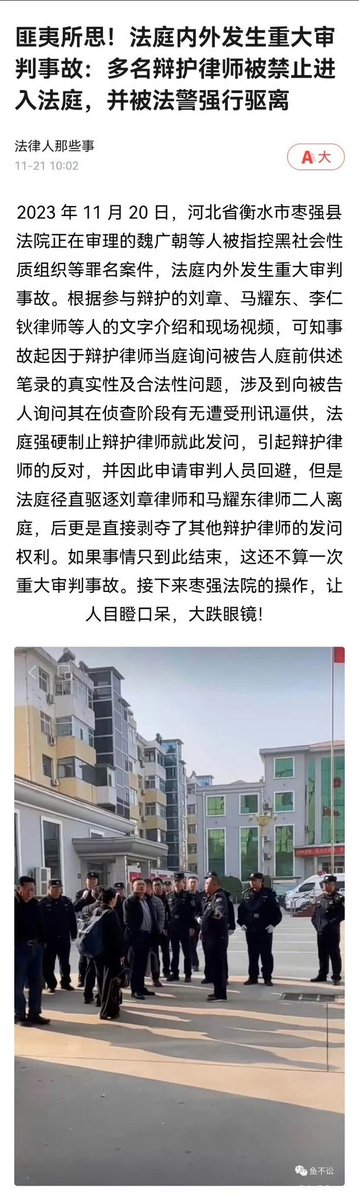 匪夷所思！法庭内外发生重大审
判事故：多名辩护律师被禁止进
入法庭，并被法警强行驱离
法律人那些事
11-21 10:02
A 大
2023 年 11 月 20 日，河北省衡水市枣强县
法院正在审理的魏广朝等人被指控黑社会性
质组织等罪名案件，法庭内外发生重大审判
事故。根据参与辩护的刘章、马耀东、李仁
钬律师等人的文字介绍和现场视频，可知事
故起因于辩护律师当庭询问被告人庭前供述
笔录的真实性及合法性问题，涉及到向被告
人询问其在侦查阶段有无遭受刑讯逼供，法
庭强硬制止辩护律师就此发问，引起辩护律
师的反对，并因此申请审判人员回避，但是
法庭径直驱逐刘章律师和马耀东律师二人离
庭，后更是直接剥夺了其他辩护律师的发问
权利。如果事情只到此结束，这还不算一次
重大审判事故。接下来枣强法院的操作，让
人目瞪口呆，大跌眼镜！
鱼不讼